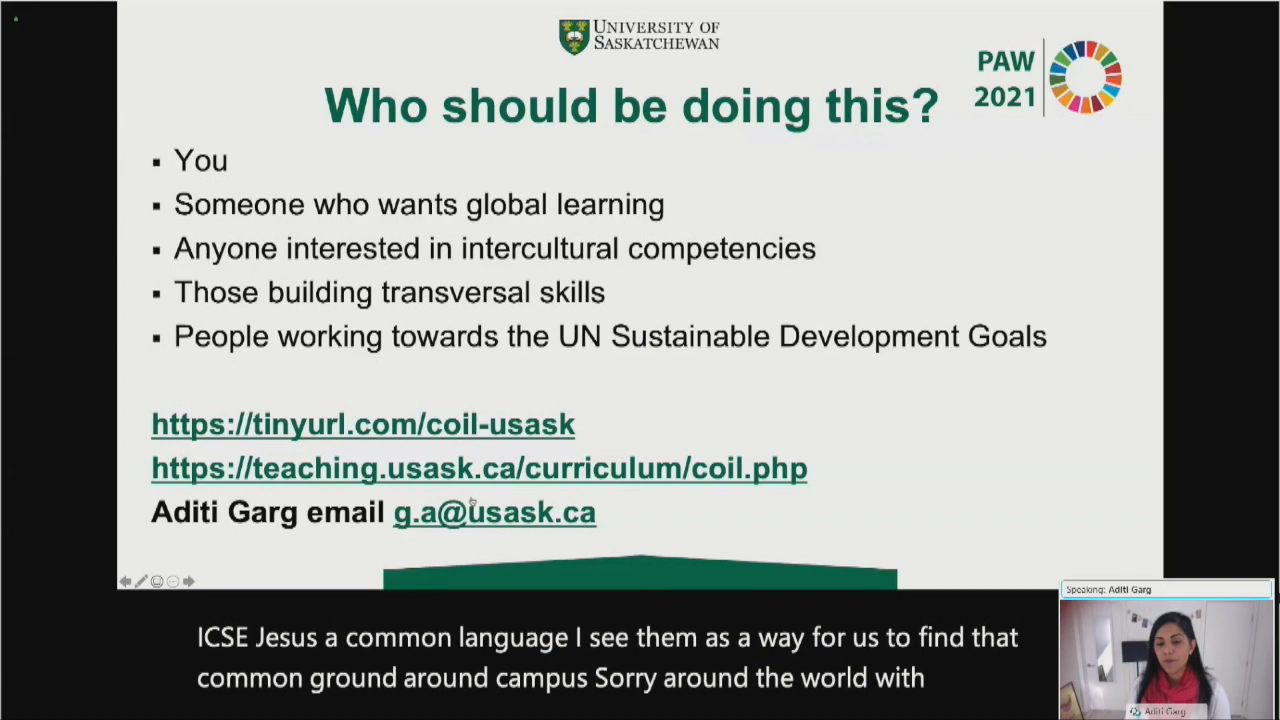 UNIVERSITY OF
SASKATCHEWAN
PAW
2021
Who should be doing this?
▪ You
▪ Someone who wants global learning
▪ Anyone interested in intercultural competencies
▪ Those building transversal skills
▪ People working towards the UN Sustainable Development Goals
https://tinyurl.com/coil-usask
https://teaching.usask.ca/curriculum/coil.php
Aditi Garg email g.a@usask.ca
Speaking: Aditi Garg
ICSE Jesus a common language I see them as a way for us to find that
common ground around campus Sorry around the world with
Aditi Garg